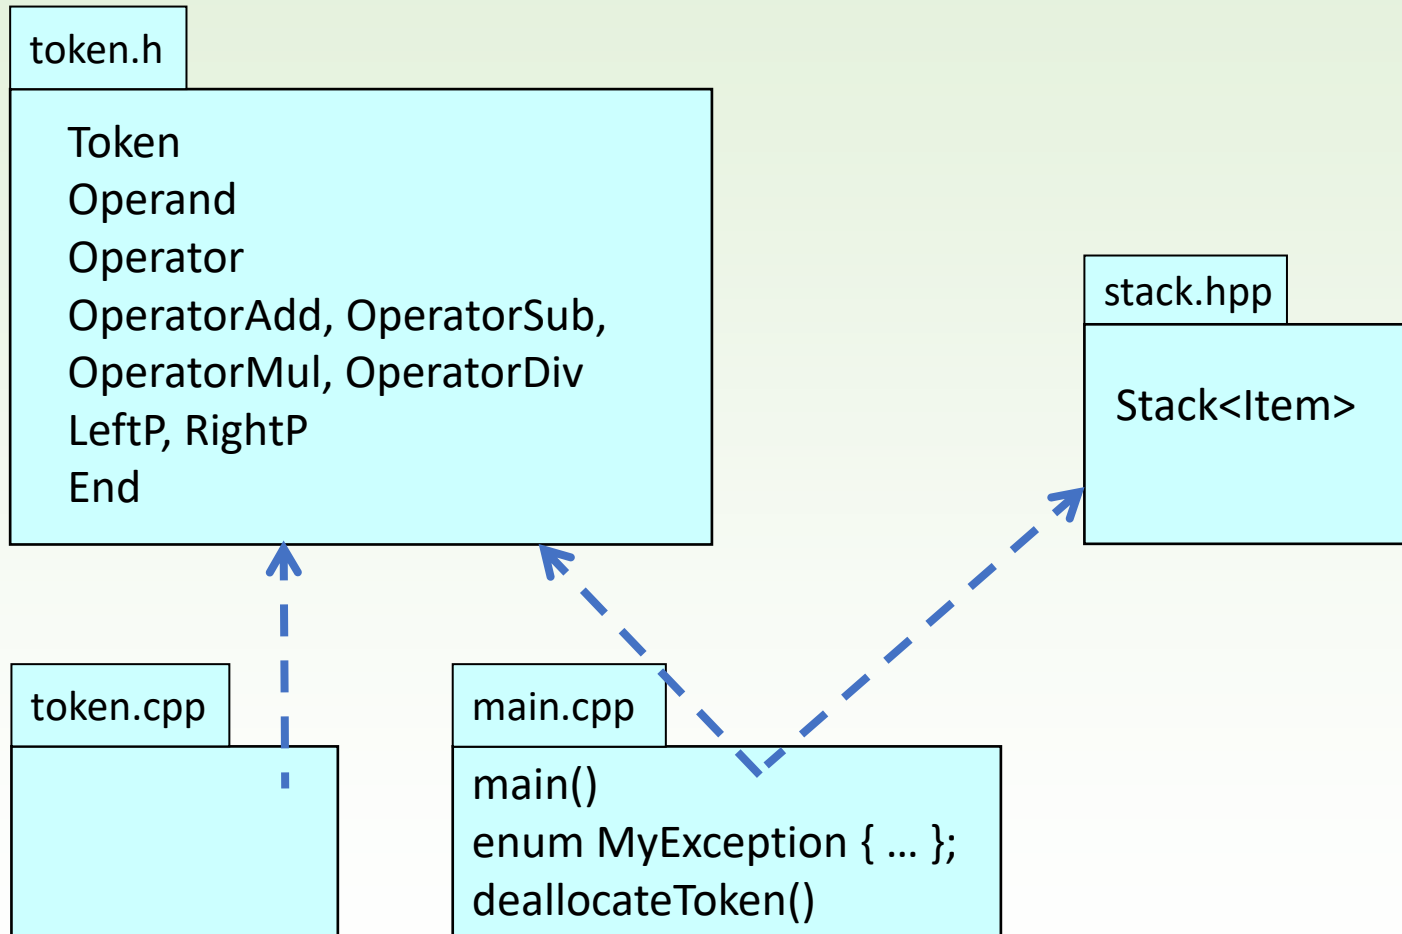 token.h
Token
Operand
Operator
OperatorAdd, OperatorSub,
OperatorMul, OperatorDiv
LeftP, RightP
End
stack.hpp
Stack<Item>
token.cpp
main.cpp
main()
enum MyException { … };
deallocateToken()